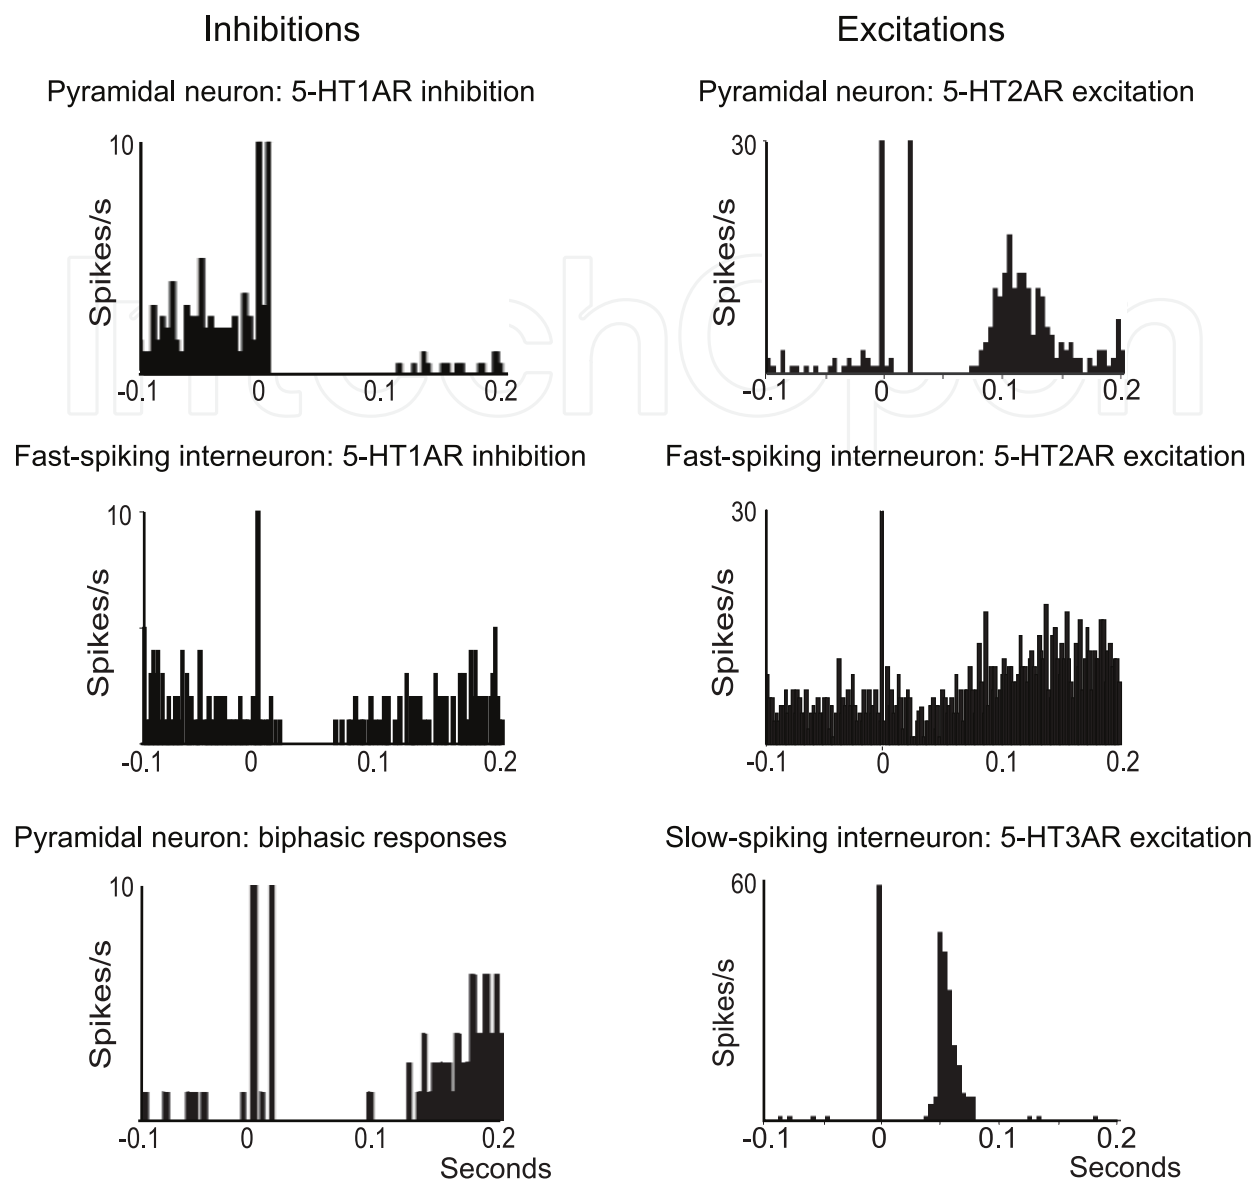 Inhibitions
Excitations
Pyramidal neuron: 5-HT1AR inhibition
Pyramidal neuron: 5-HT2AR excitation
10
Spikes/s
-0.1 0 0.1 0.2
30
Spikes/s
-0.1 0 0.1 0.2
IntechOpen
Fast-spiking interneuron: 5-HT1AR inhibition
Fast-spiking interneuron: 5-HT2AR excitation
10
Spikes/s
-0.1 0 0.1 0.2
30
Spikes/s
-0.1 0 0.1 0.2
Pyramidal neuron: biphasic responses
Slow-spiking interneuron: 5-HT3AR excitation
10
Spikes/s
-0.1 0 0.1 0.2
Seconds
60
Spikes/s
-0.1 0 0.1 0.2
Seconds